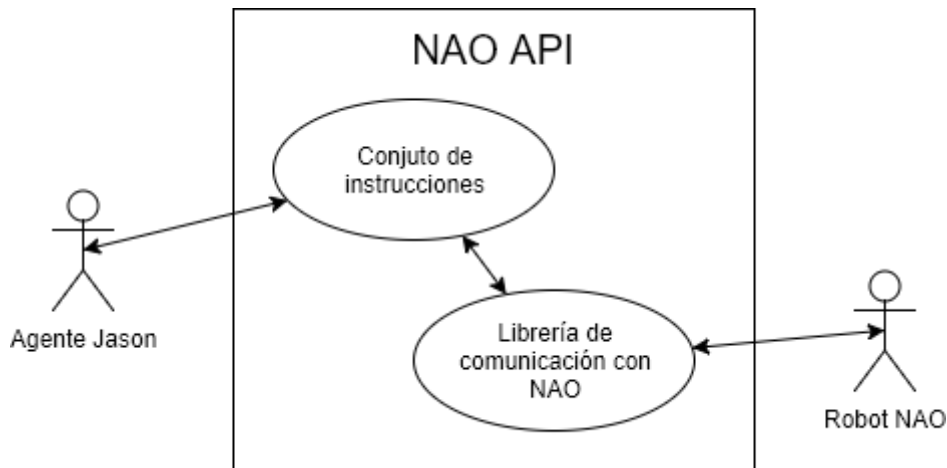 NAO API
Conjuto de
instrucciones
Agente Jason
Librería de
comunicación con
NAO
Robot NAO